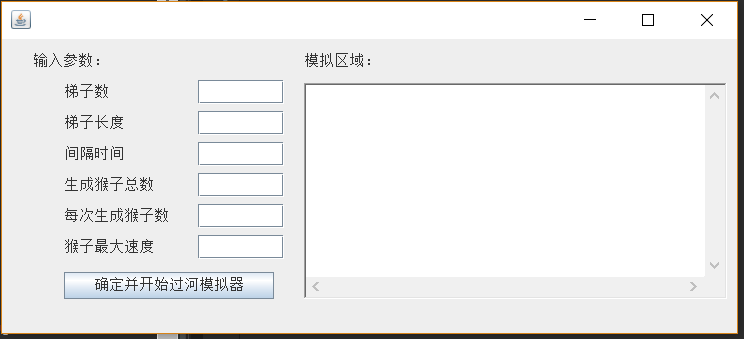 输入参数：
梯子数
梯子长度
间隔时间
生成猴子总数
每次生成猴子数
猴子最大速度
确定并开始过河模拟器
模拟区域：